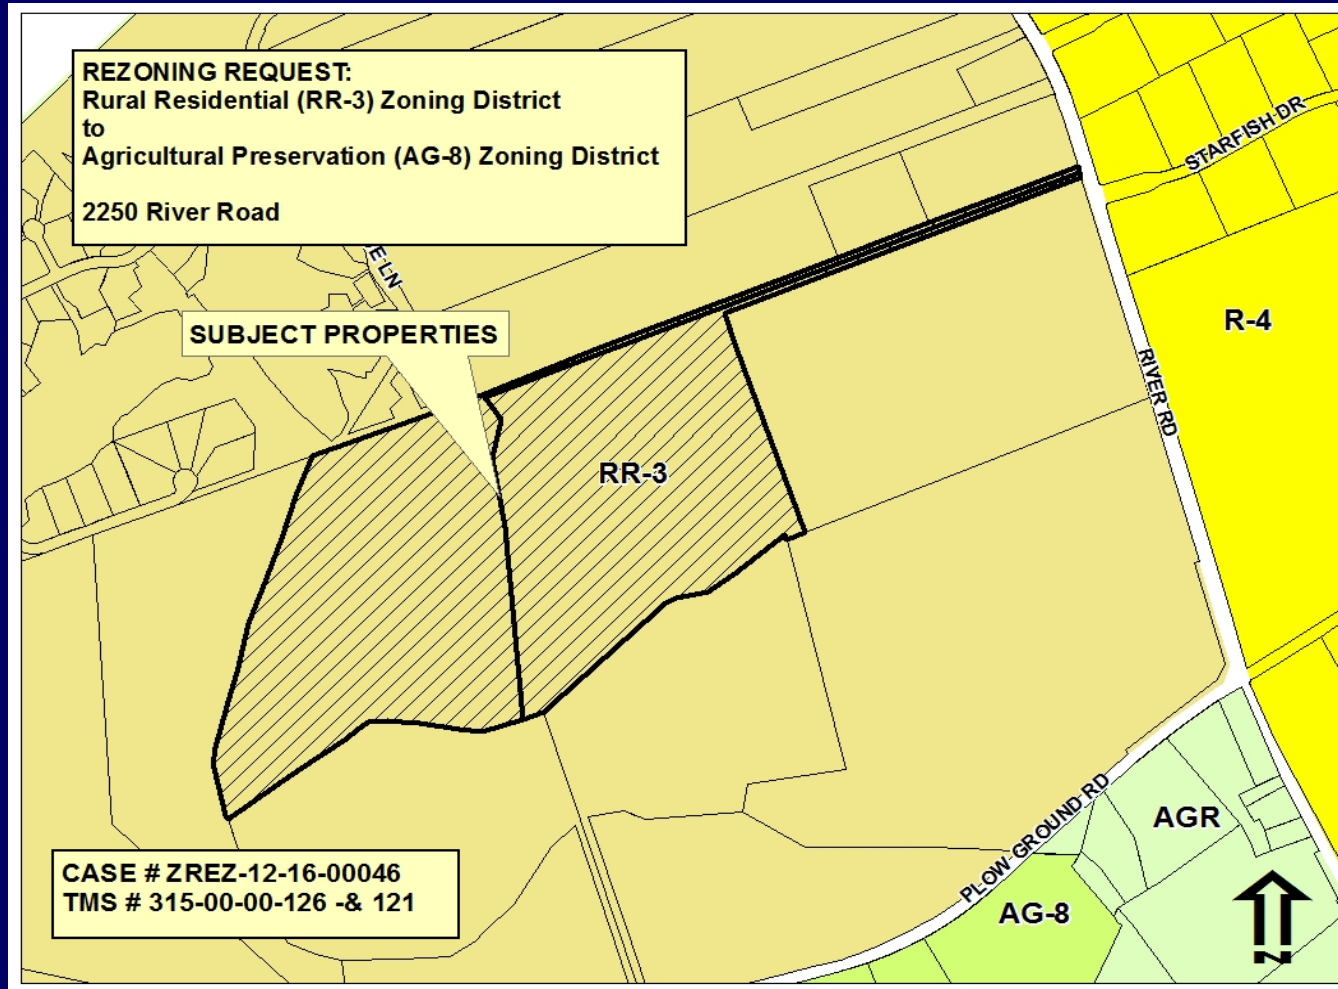 REZONING REQUEST:
Rural Residential (RR-3) Zoning District
to
Agricultural Preservation (AG-8) Zoning District
2250 River Road
STARFISH DR
E LN
SUBJECT PROPERTIES
R-4
RIVER RD
RR-3
PLOW GROUND RD
AGR
AG-8
CASE # ZREZ-12-16-00046
TMS # 315-00-00-126 -& 121
N